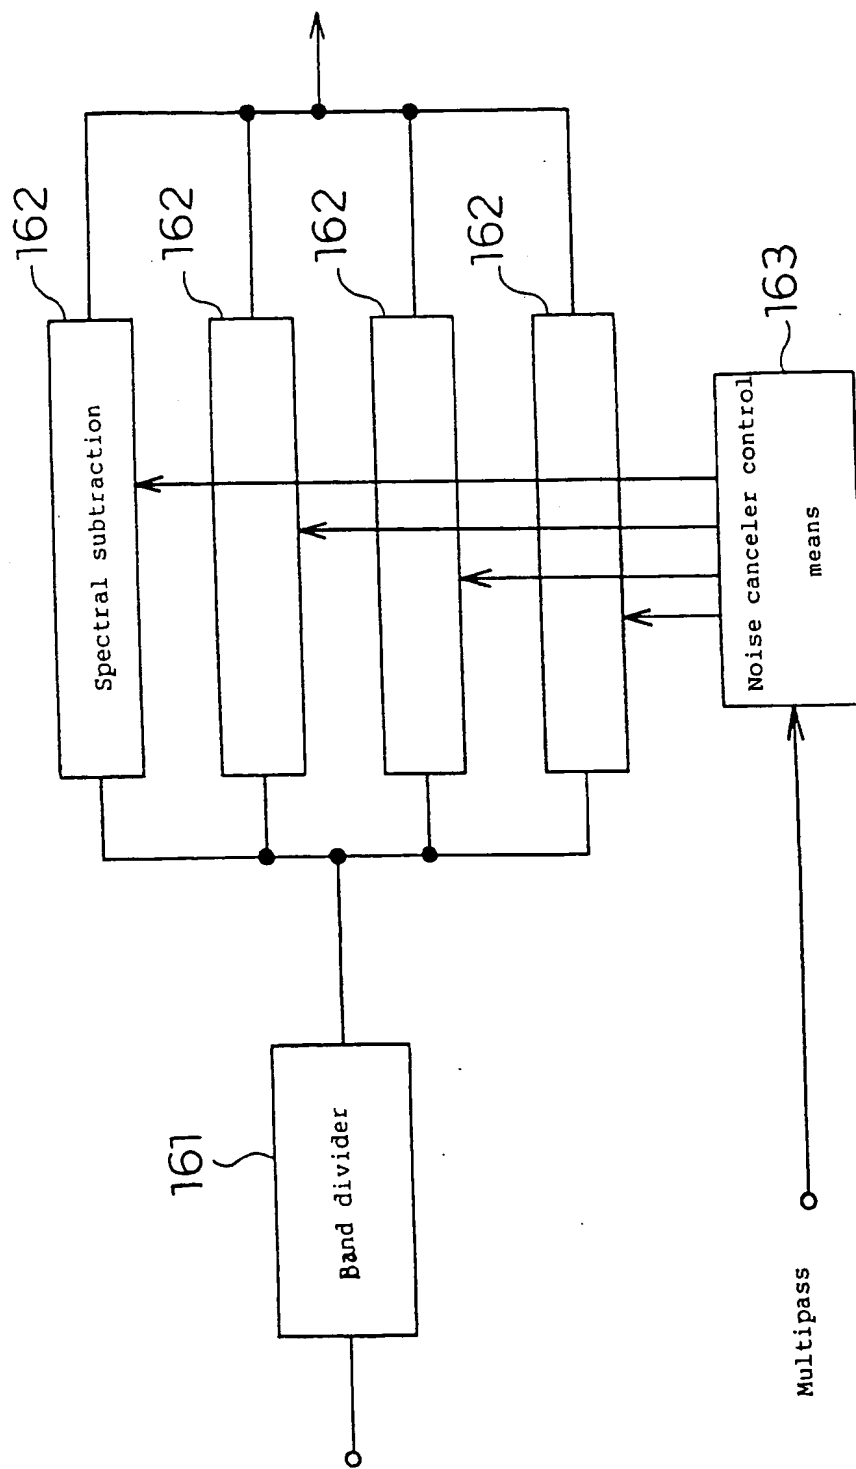 162
162
162
162
Spectral subtraction
163
Noise canceler control
means
161
Band divider
Multipass